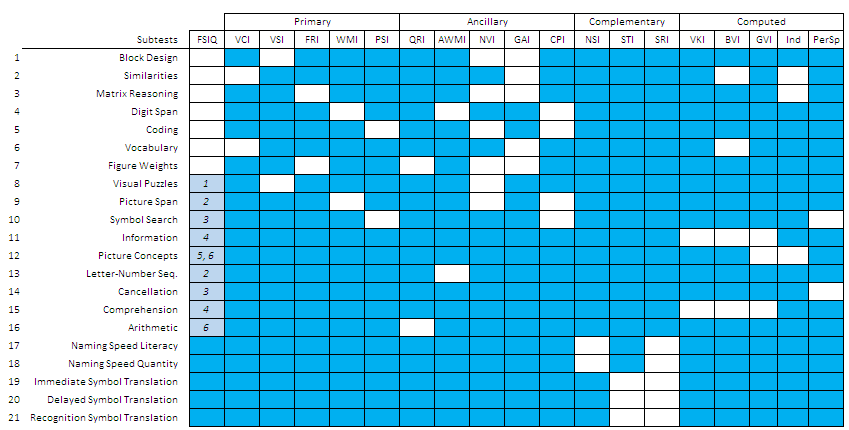 Primary Ancillary Complementary Computed
Subtests FSIQ VCI VSI FRI WMI PSI QRI AWMI NVI GAI CPI NSI STI SRI VKI BVI GVI Ind PerSp
1 Block Design
2 Similarities
3 Matrix Reasoning
4 Digit Span
5 Coding
6 Vocabulary
7 Figure Weights
8 Visual Puzzles 1
9 Picture Span 2
10 Symbol Search 3
11 Information 4
12 Picture Concepts 5, 6
13 Letter-Number Seq. 2
14 Cancellation 3
15 Comprehension 4
16 Arithmetic 6
17 Naming Speed Literacy
18 Naming Speed Quantity
19 Immediate Symbol Translation
20 Delayed Symbol Translation
21 Recognition Symbol Translation